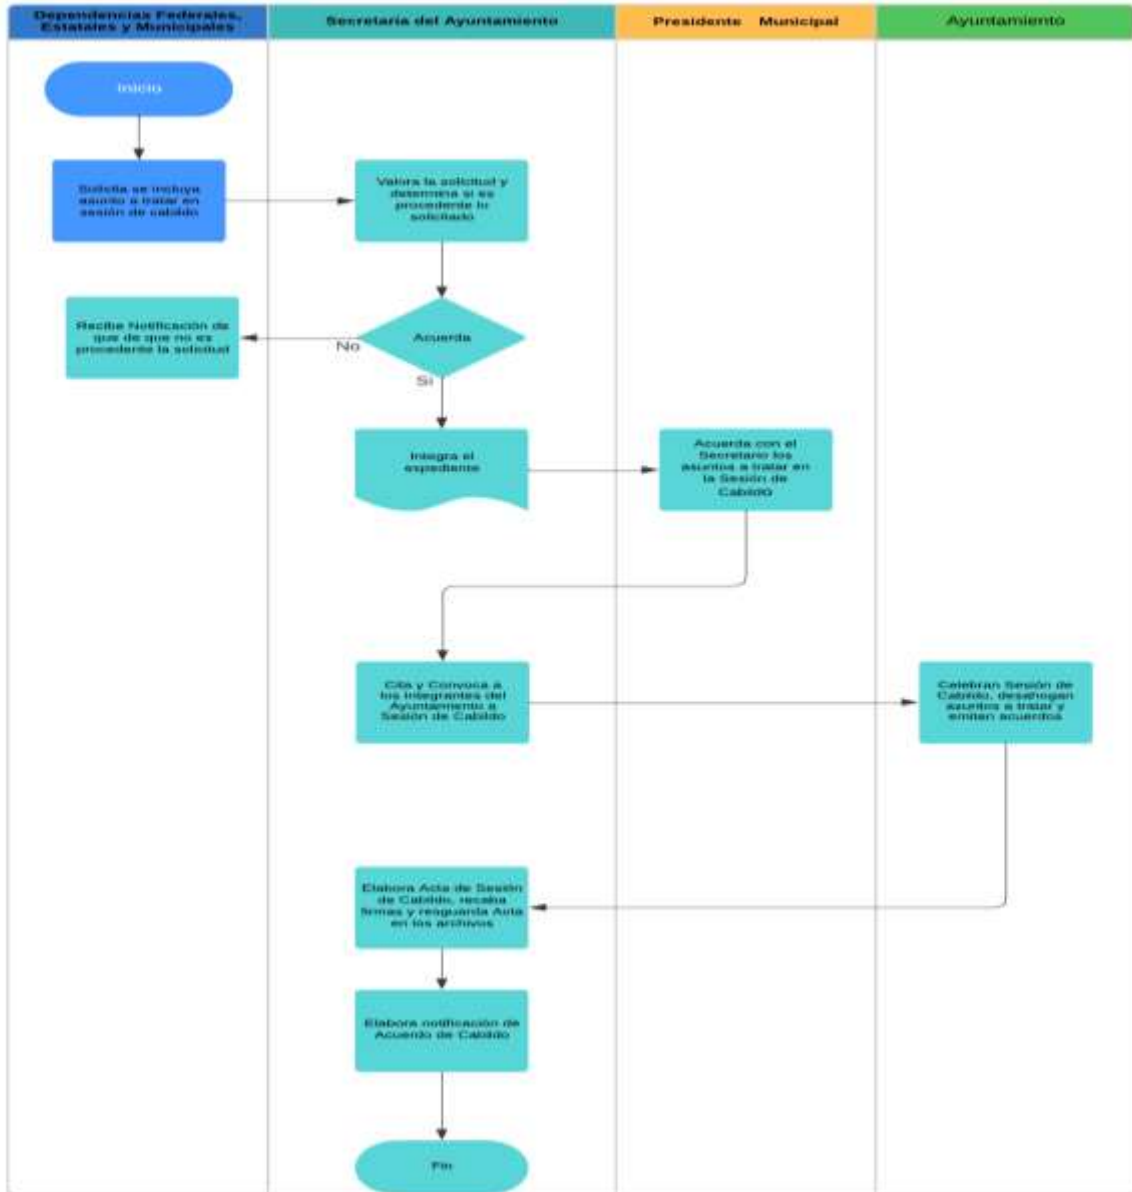 Dependencias Federales,
Estatales y Municipales
Secretaría del Ayuntamiento
Presidente Municipal
Ayuntamiento
Inicio
Solicita se incluya
asunto a tratar en
sesión de cabildo
Valora la solicitud y
determina si es
procedente lo
solicitado
Recibe Notificación de
que de que no es
procedente la solicitud
Acuerda
No
Si
Integra el
expediente
Acuerda con el
Secretario los
asuntos a tratar en
la Sesión de
Cabildo
Cita y Convoca a
los Integrantes del
Ayuntamiento a
Sesión de Cabildo
Celebran Sesión de
Cabildo, desahogan
asuntos a tratar y
emiten acuerdos
Elabora Acta de Sesión
de Cabildo, recaba
firmas y resguarda Acta
en los archivos
Elabora notificación de
Acuerdo de Cabildo
Fin